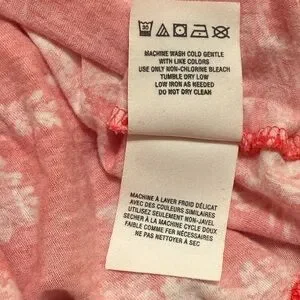 30
MACHINE WASH COLD GENTLE
WITH LIKE COLORS
USE ONLY NON-CHLORINE BLEACH
TUMBLE DRY LOW
LOW IRON AS NEEDED
DO NOT DRY CLEAN
MACHINE À LAVER FROID DÉLICAT
AVEC DES COULEURS SIMILAIRES
UTILISEZ SEULEMENT NON-JAVEL
SÉCHER À LA MACHINE CYCLE DOUX
FAIBLE COMME FER NÉCESSAIRES
NE PAS NETTOYER À SEC